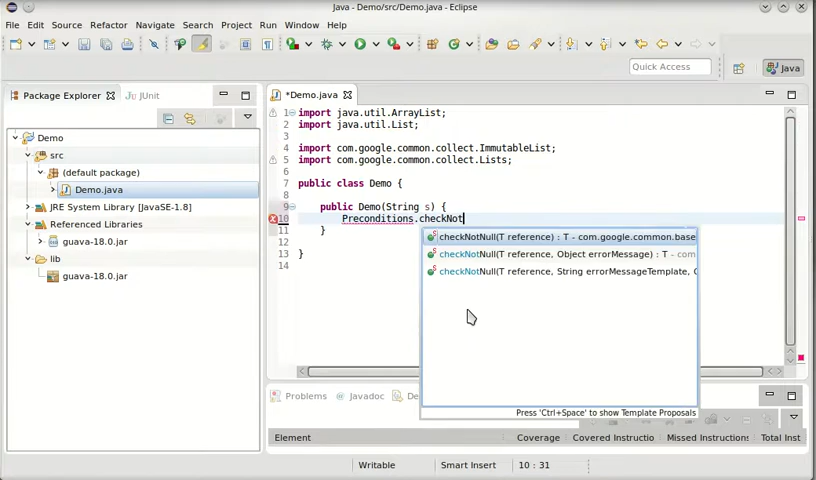 Java - Demo/src/Demo.java - Eclipse
File Edit Source Refactor Navigate Search Project Run Window Help
Quick Access
Java
Package Explorer
JUnit
Demo
src
(default package)
Demo.java
JRE System Library [JavaSE-1.8]
Referenced Libraries
guava-18.0.jar
lib
guava-18.0.jar
*Demo.java
1 import java.util.ArrayList;
2 import java.util.List;
3
4 import com.google.common.collect.ImmutableList;
5 import com.google.common.collect.Lists;
6
7 public class Demo {
8
9 public Demo(String s) {
10 Preconditions.checkNot
11 }
12
13 }
14
checkNotNull(T reference) : T - com.google.common.base
checkNotNull(T reference, Object errorMessage) : T - com
checkNotNull(T reference, String errorMessageTemplate,
Press 'Ctrl+Space' to show Template Proposals
Problems
Javadoc
De
Element Coverage Covered Instructio Missed Instructions Total Inst
Writable Smart Insert 10 : 31